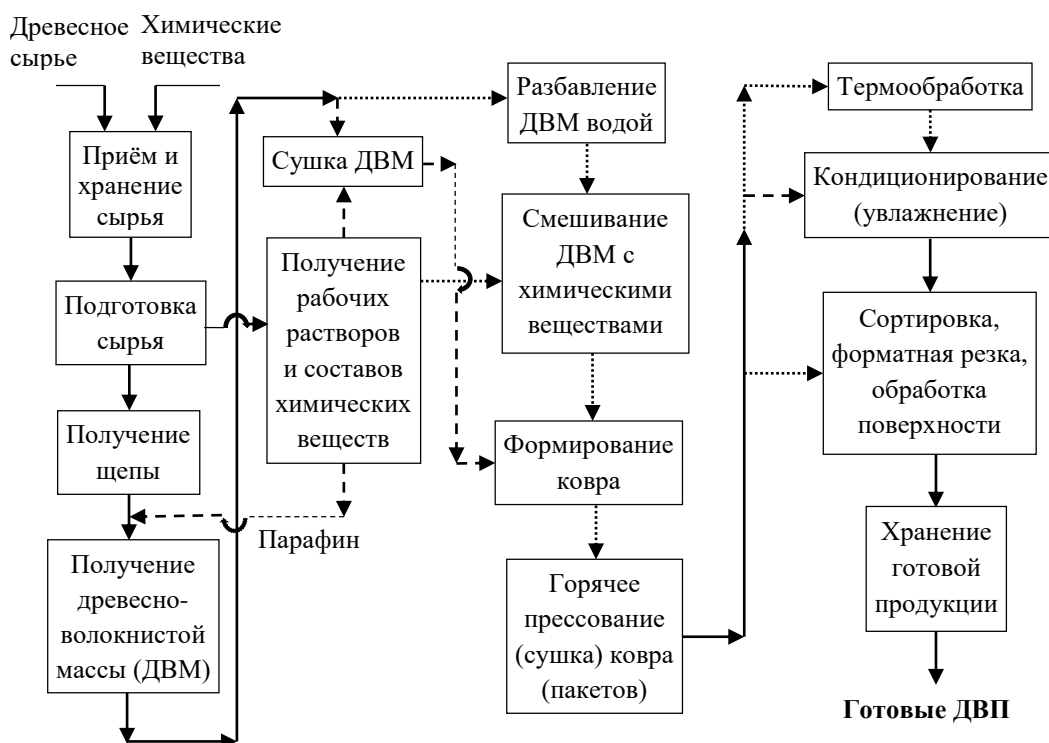 Древесное
сырье
Химические
вещества
Приём и
хранение
сырья
Подготовка
сырья
Получение
щепы
Получение
древесно-
волокнистой
массы (ДВМ)
Сушка ДВМ
Получение
рабочих
растворов
и составов
химических
веществ
Парафин
Разбавление
ДВМ водой
Смешивание
ДВМ с
химическими
веществами
Формирование
ковра
Горячее
прессование
(сушка) ковра
(пакетов)
Термообработка
Кондиционирование
(увлажнение)
Сортировка,
форматная резка,
обработка
поверхности
Хранение
готовой
продукции
Готовые ДВП